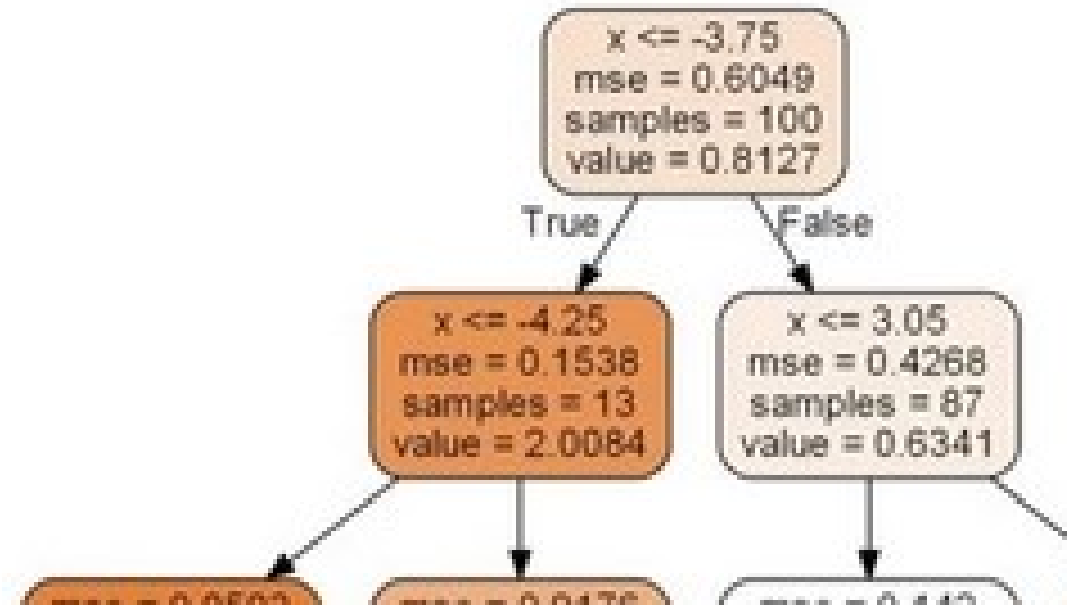 x <= -3.75
mse = 0.6049
samples = 100
value = 0.8127
True
False
x <= -4.25
mse = 0.1538
samples = 13
value = 2.0084
x <= 3.05
mse = 0.4268
samples = 87
value = 0.6341